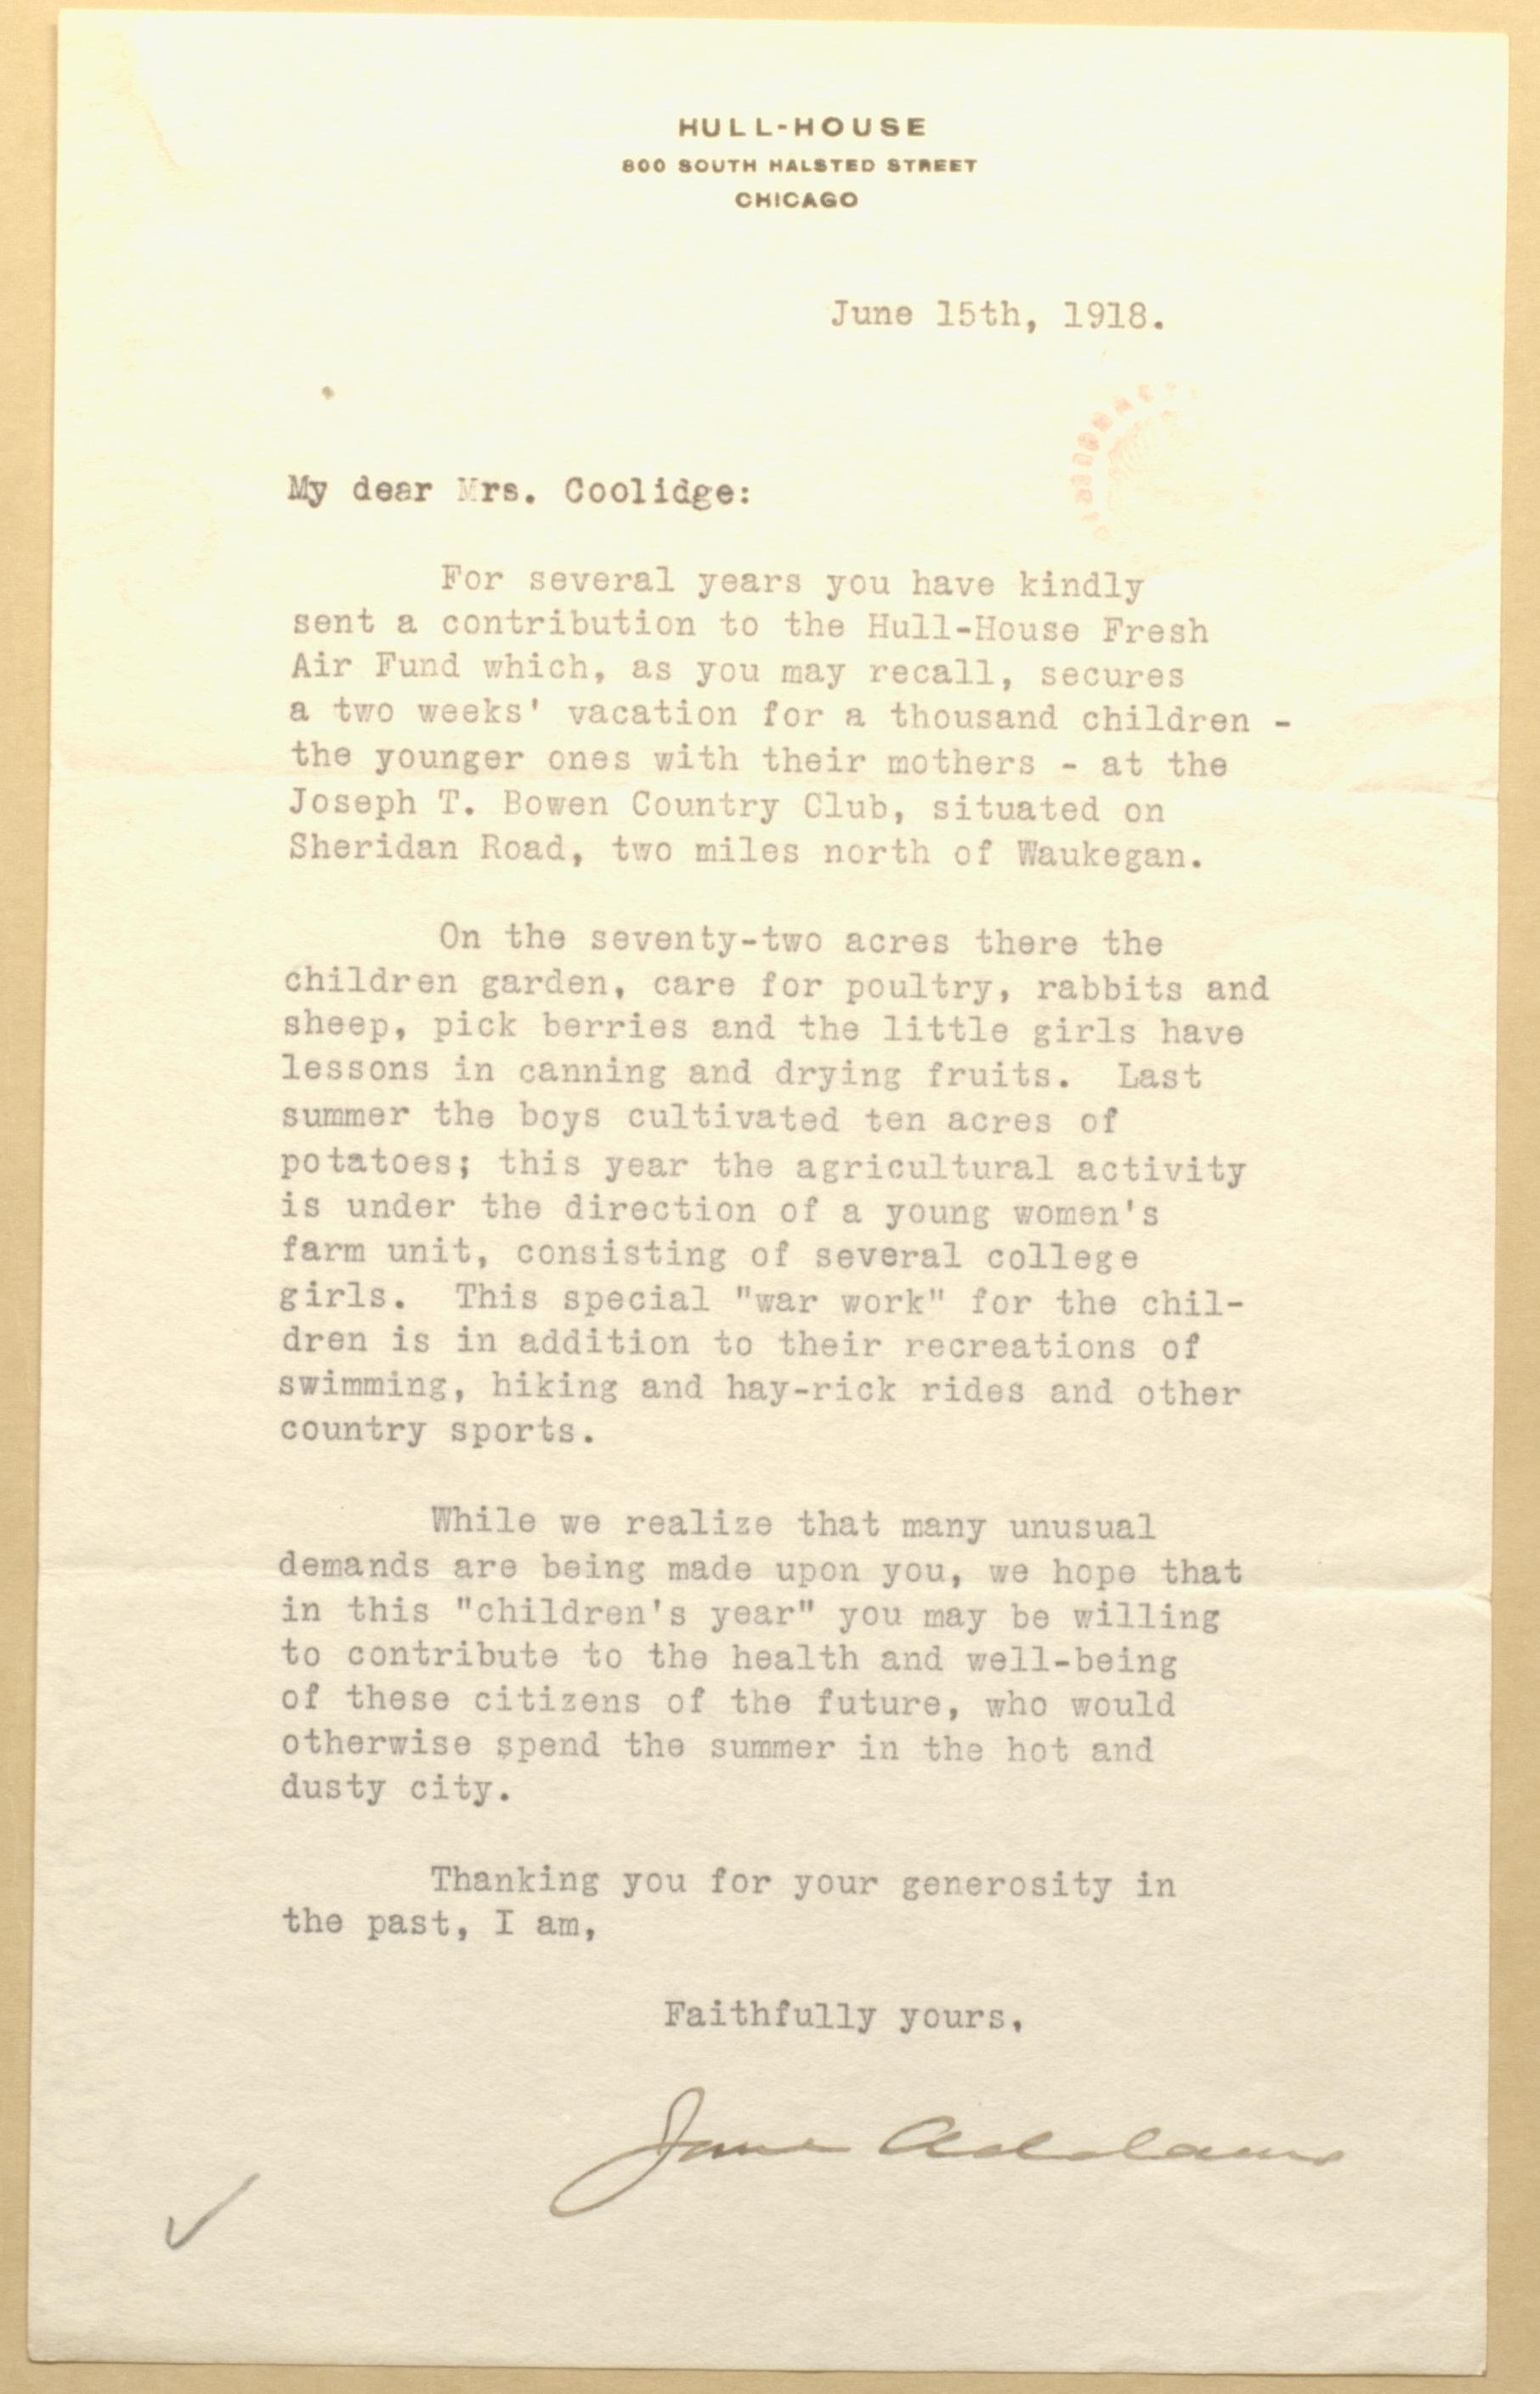 HULL-HOUSE
800 SOUTH HALSTED STREET
CHICAGO
June 15th, 1918.
My dear Mrs. Coolidge:
For several years you have kindly
sent a contribution to the Hull-House Fresh
Air Fund which, as you may recall, secures
a two weeks' vacation for a thousand children -
the younger ones with their mothers - at the
Joseph T. Bowen Country Club, situated on
Sheridan Road, two miles north of Waukegan.
On the seventy-two acres there the
children garden, care for poultry, rabbits and
sheep, pick berries and the little girls have
lessons in canning and drying fruits. Last
summer the boys cultivated ten acres of
potatoes; this year the agricultural activity
is under the direction of a young women's
farm unit, consisting of several college
girls. This special "war work" for the chil-
dren is in addition to their recreations of
swimming, hiking and hay-rick rides and other
country sports.
While we realize that many unusual
demands are being made upon you, we hope that
in this "children's year" you may be willing
to contribute to the health and well-being
of these citizens of the future, who would
otherwise spend the summer in the hot and
dusty city.
Thanking you for your generosity in
the past, I am,
Faithfully yours,
Jane Addams